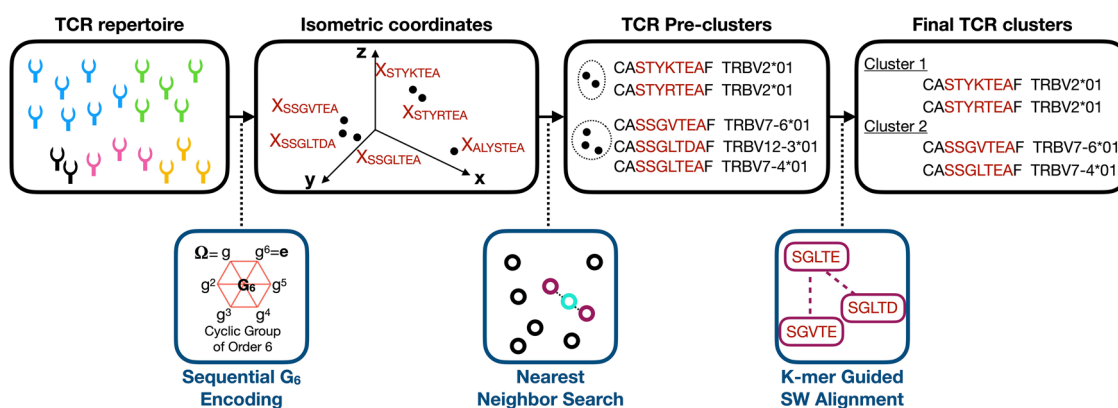 TCR repertoire
Isometric coordinates
TCR Pre-clusters
Final TCR clusters
z
XSTYKTEA
XSTYRTEA
XSSGVTEA
XSSGLTDA
XSSGLTEA
XALYSTEA
y
x
CASTYKTEAF TRBV2*01
CASTYRTEAF TRBV2*01
CASSGVTEAF TRBV7-6*01
CASSGLTDAF TRBV12-3*01
CASSGLTEAF TRBV7-4*01
Cluster 1
CASTYKTEAF TRBV2*01
CASTYRTEAF TRBV2*01
Cluster 2
CASSGVTEAF TRBV7-6*01
CASSGLTEAF TRBV7-4*01
Ω= g g⁶=e
g² G₆ g⁵
g³ g⁴
Cyclic Group
of Order 6
Sequential G₆
Encoding
Nearest
Neighbor Search
SGLTE
SGLTD
SGVTE
K-mer Guided
SW Alignment